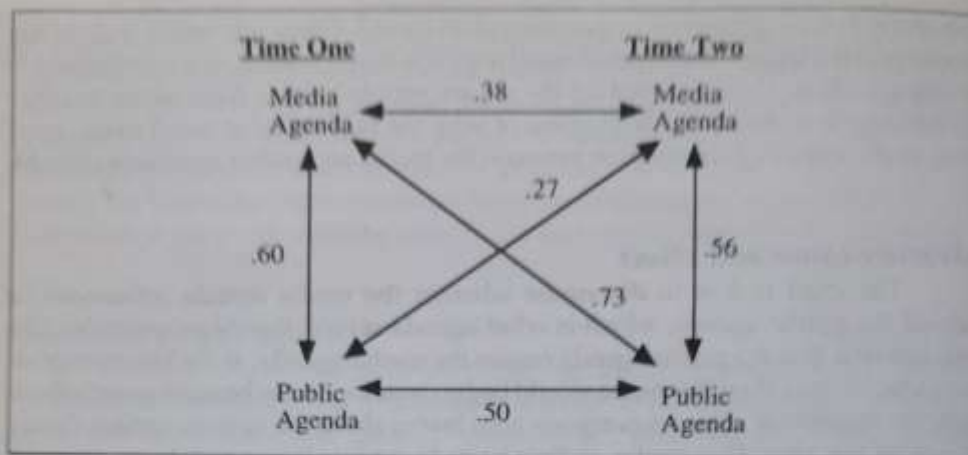 Time One Time Two
Media Agenda .38 Media Agenda
.27
.60 .56
.73
Public Agenda .50 Public Agenda